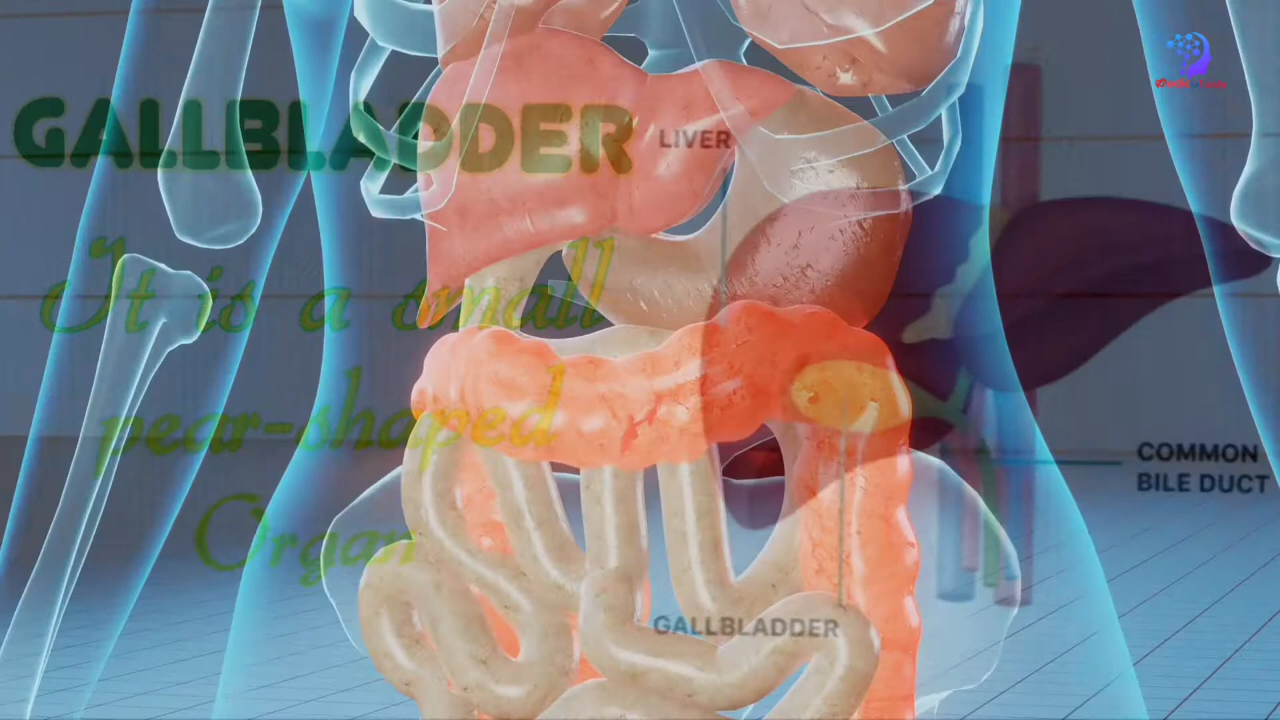 GALLBLADDER
It is a small
pear-shaped
Organ
LIVER
COMMON
BILE DUCT
GALLBLADDER